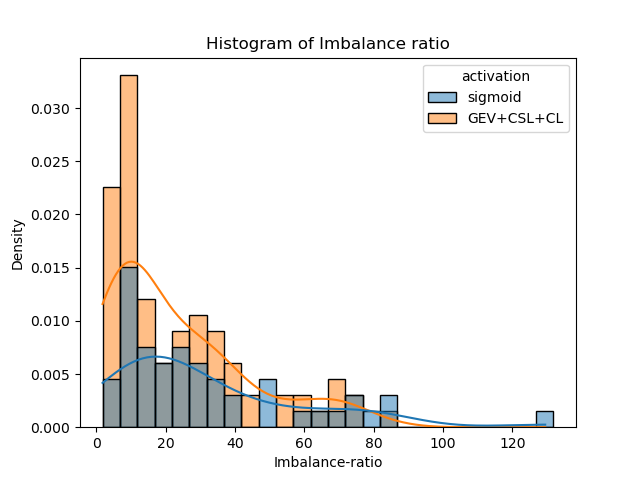 Histogram of Imbalance ratio
activation
sigmoid
GEV+CSL+CL
Density
0.030
0.025
0.020
0.015
0.010
0.005
0.000
0 20 40 60 80 100 120
Imbalance-ratio